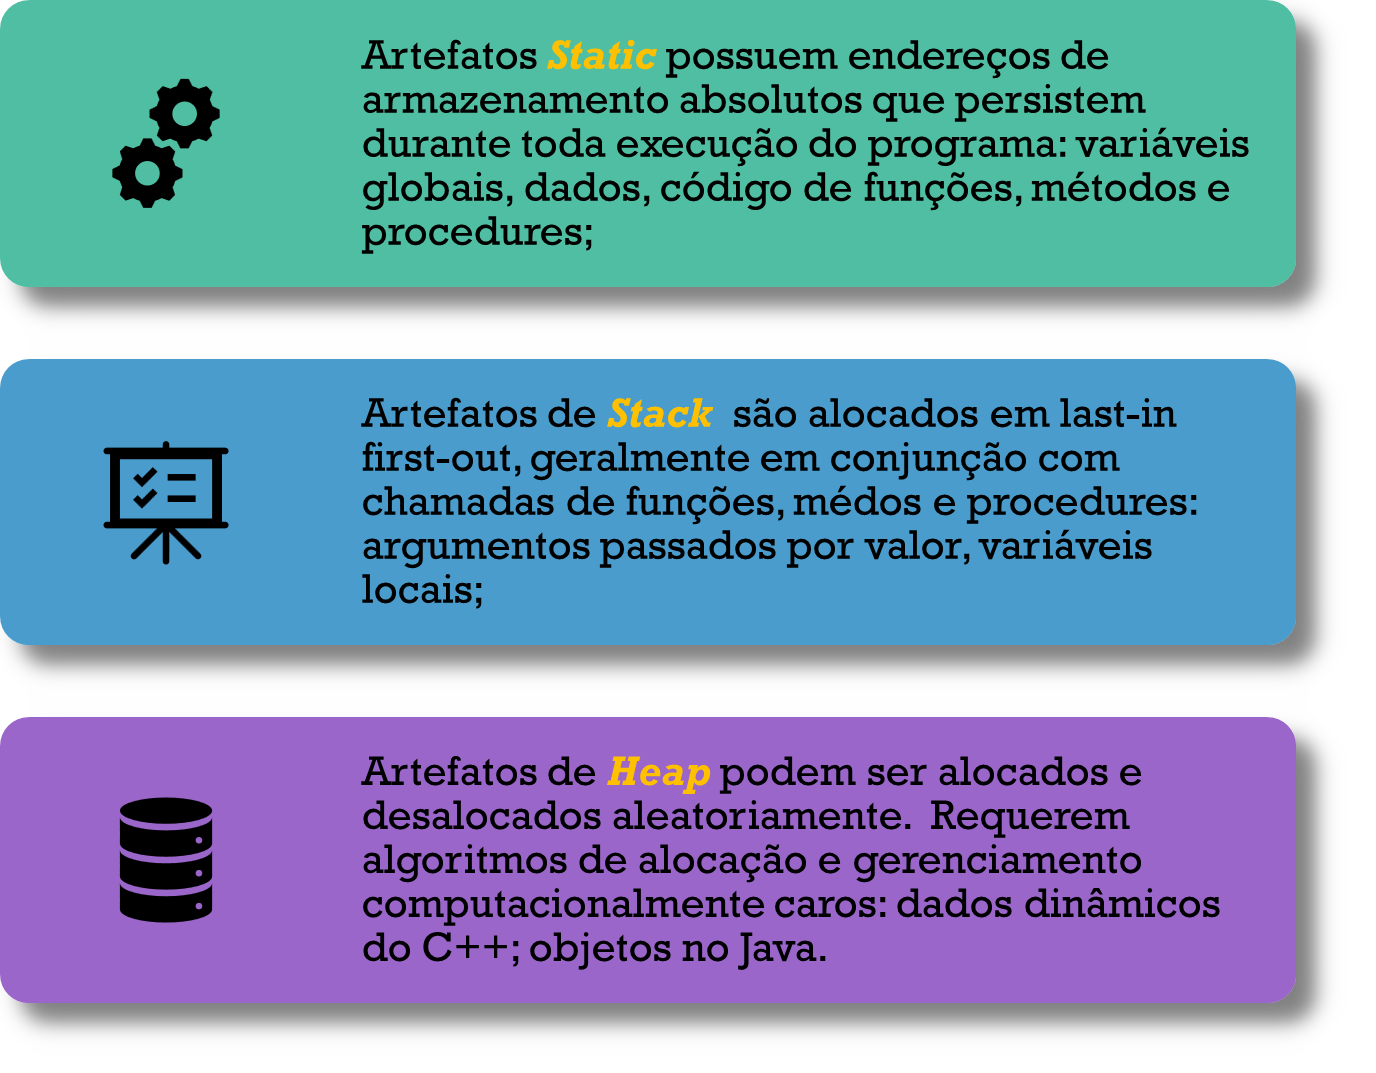 Artefatos Static possuem endereços de
armazenamento absolutos que persistem
durante toda execução do programa: variáveis
globais, dados, código de funções, métodos e
procedures;
Artefatos de Stack  são alocados em last-in
first-out, geralmente em conjunção com
chamadas de funções, médos e procedures:
argumentos passados por valor, variáveis
locais;
Artefatos de Heap podem ser alocados e
desalocados aleatoriamente.  Requerem
algoritmos de alocação e gerenciamento
computacionalmente caros: dados dinâmicos
do C++; objetos no Java.